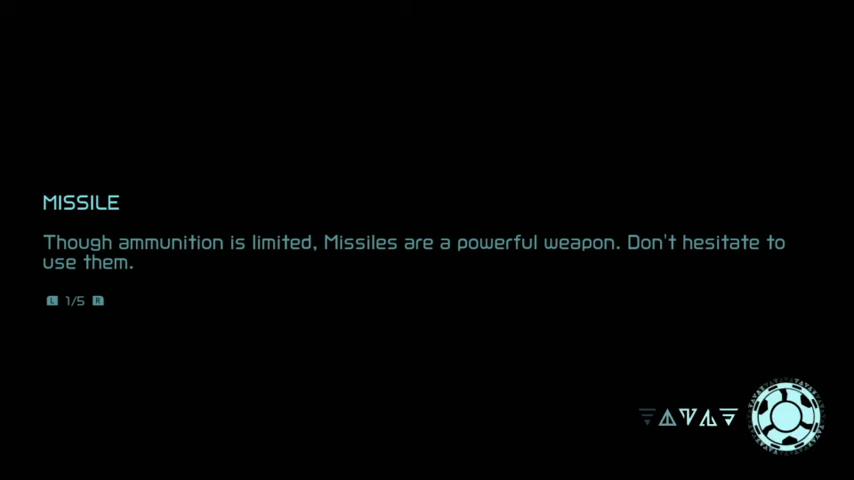 MISSILE
Though ammunition is limited, Missiles are a powerful weapon. Don't hesitate to
use them.
L 1/5 R